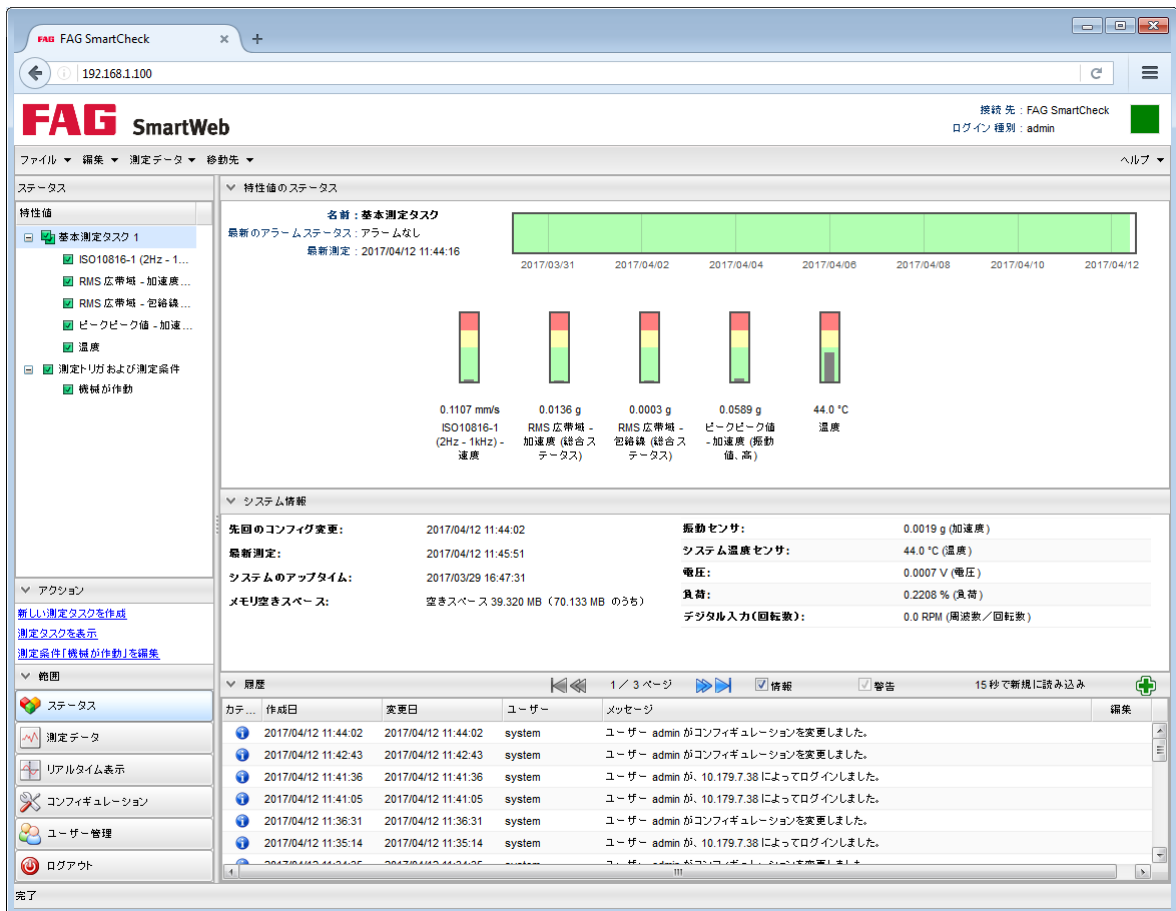 FAG FAG SmartCheck
192.168.1.100
FAG SmartWeb
接続 先 : FAG SmartCheck
ログイン 種別 : admin
ファイル 編集 測定データ 移動先 ヘルプ
ステータス
特性値
基本測定タスク 1
ISO10816-1 (2Hz - 1...
RMS 広帯域 - 加速度...
RMS 広帯域 - 包絡線...
ピークピーク値 - 加速...
温度
測定トリガおよび測定条件
機械が作動
特性値のステータス
名前 : 基本測定タスク
最新のアラームステータス : アラームなし
最新測定 : 2017/04/12 11:44:16
2017/03/31 2017/04/02 2017/04/04 2017/04/06 2017/04/08 2017/04/10 2017/04/12
0.1107 mm/s
ISO10816-1
(2Hz - 1kHz) -
速度
0.0136 g
RMS 広帯域 -
加速度 (総合ス
テータス)
0.0003 g
RMS 広帯域 -
包絡線 (総合ス
テータス)
0.0589 g
ピークピーク値
- 加速度 (振動
値、高)
44.0 °C
温度
システム情報
先回のコンフィグ変更: 2017/04/12 11:44:02
最新測定: 2017/04/12 11:45:51
システムのアップタイム: 2017/03/29 16:47:31
メモリ空きスペース: 空きスペース 39.320 MB (70.133 MB のうち)
振動センサ: 0.0019 g (加速度)
システム温度センサ: 44.0 °C (温度)
電圧: 0.0007 V (電圧)
負荷: 0.2208 % (負荷)
デジタル入力(回転数): 0.0 RPM (周波数/回転数)
アクション
新しい測定タスクを作成
測定タスクを表示
測定条件「機械が作動」を編集
範囲
ステータス
測定データ
リアルタイム表示
コンフィギュレーション
ユーザー管理
ログアウト
履歴 1 / 3 ページ 情報 警告 15 秒で新規に読み込み
カテ... 作成日 変更日 ユーザー メッセージ 編集
2017/04/12 11:44:02 2017/04/12 11:44:02 system ユーザー admin がコンフィギュレーションを変更しました。
2017/04/12 11:42:43 2017/04/12 11:42:43 system ユーザー admin がコンフィギュレーションを変更しました。
2017/04/12 11:41:36 2017/04/12 11:41:36 system ユーザー admin が、10.179.7.38 によってログインしました。
2017/04/12 11:41:05 2017/04/12 11:41:05 system ユーザー admin が、10.179.7.38 によってログインしました。
2017/04/12 11:36:31 2017/04/12 11:36:31 system ユーザー admin がコンフィギュレーションを変更しました。
2017/04/12 11:35:14 2017/04/12 11:35:14 system ユーザー admin が、10.179.7.38 によってログインしました。
完了